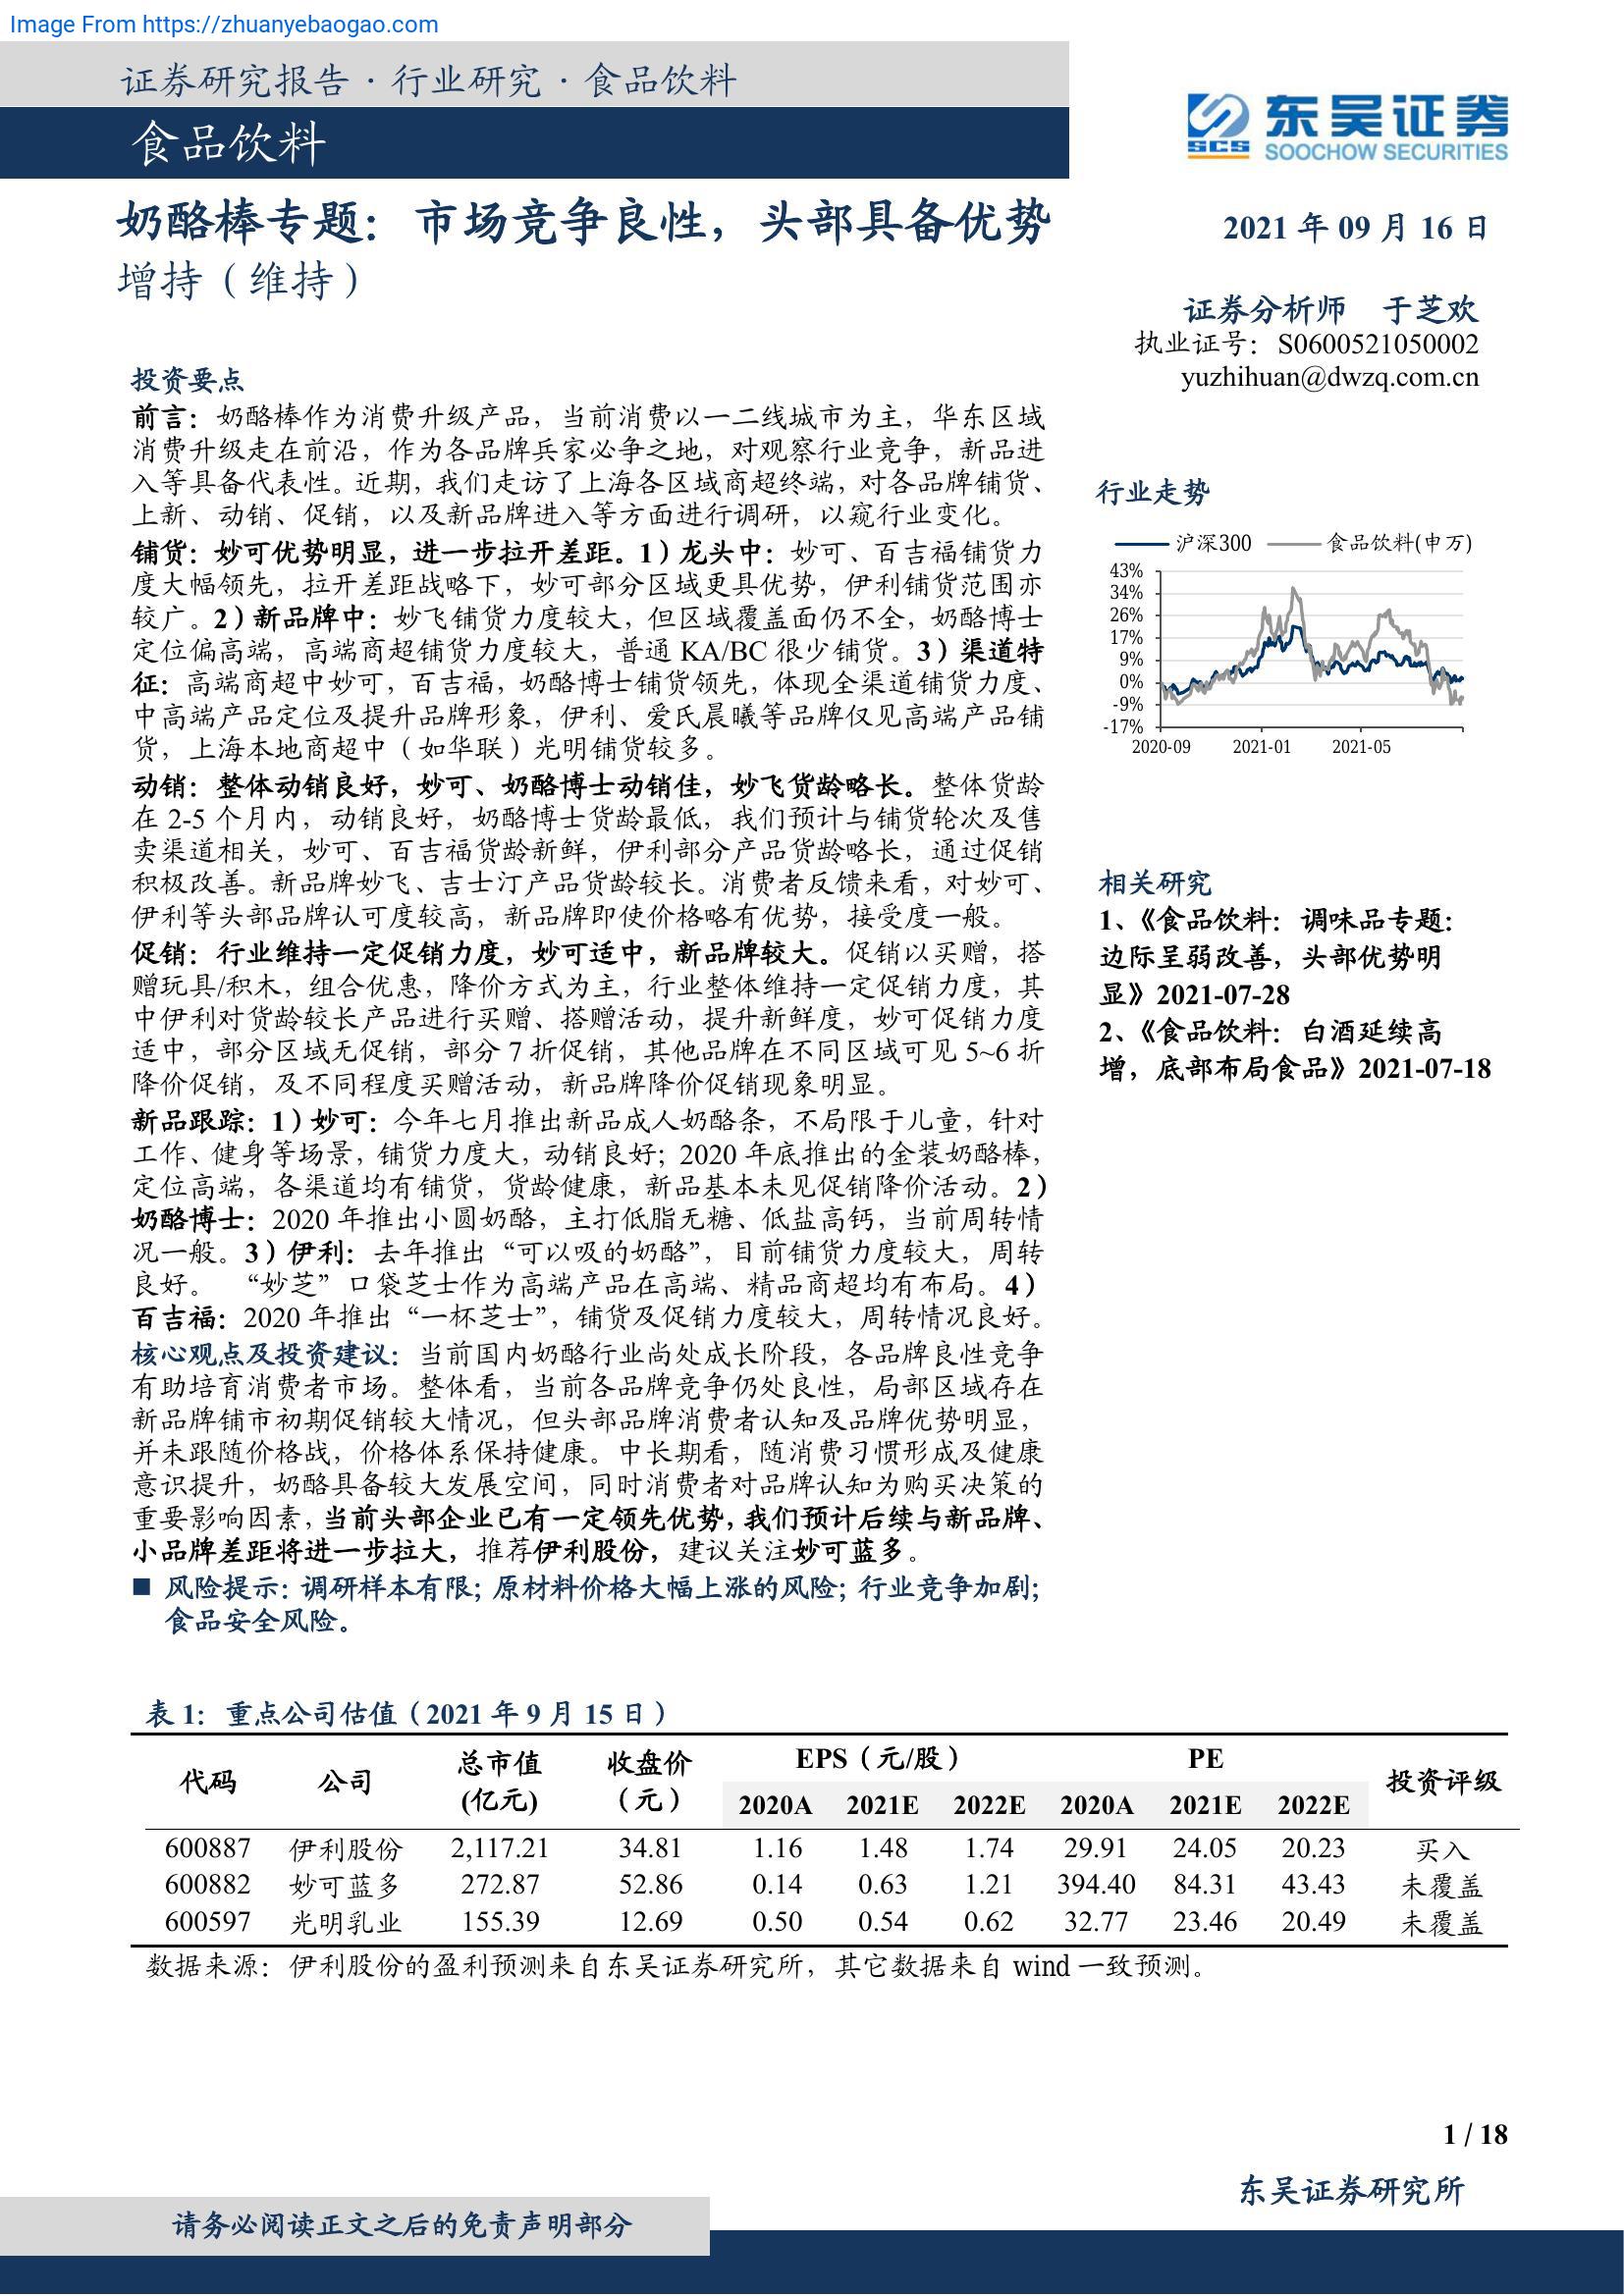 Image From https://zhuanyebaogao.com
证券研究报告·行业研究·食品饮料
食品饮料
东吴证券
SCS
SOOCHOW SECURITIES
奶酪棒专题：市场竞争良性，头部具备优势
增持（维持）
2021 年 09 月 16 日
证券分析师 于芝欢
执业证号：S0600521050002
yuzhihuan@dwzq.com.cn
投资要点
前言：奶酪棒作为消费升级产品，当前消费以一二线城市为主，华东区域
消费升级走在前沿，作为各品牌兵家必争之地，对观察行业竞争，新品进
入等具备代表性。近期，我们走访了上海各区域商超终端，对各品牌铺货、
上新、动销、促销，以及新品牌进入等方面进行调研，以窥行业变化。
铺货：妙可优势明显，进一步拉开差距。1）龙头中：妙可、百吉福铺货力
度大幅领先，拉开差距战略下，妙可部分区域更具优势，伊利铺货范围亦
较广。2）新品牌中：妙飞铺货力度较大，但区域覆盖面仍不全，奶酪博士
定位偏高端，高端商超铺货力度较大，普通 KA/BC 很少铺货。3）渠道特
征：高端商超中妙可，百吉福，奶酪博士铺货领先，体现全渠道铺货力度、
中高端产品定位及提升品牌形象，伊利、爱氏晨曦等品牌仅见高端产品铺
货，上海本地商超中（如华联）光明铺货较多。
动销：整体动销良好，妙可、奶酪博士动销佳，妙飞货龄略长。整体货龄
在 2-5 个月内，动销良好，奶酪博士货龄最低，我们预计与铺货轮次及售
卖渠道相关，妙可、百吉福货龄新鲜，伊利部分产品货龄略长，通过促销
积极改善。新品牌妙飞、吉士汀产品货龄较长。消费者反馈来看，对妙可、
伊利等头部品牌认可度较高，新品牌即使价格略有优势，接受度一般。
促销：行业维持一定促销力度，妙可适中，新品牌较大。促销以买赠，搭
赠玩具/积木，组合优惠，降价方式为主，行业整体维持一定促销力度，其
中伊利对货龄较长产品进行买赠、搭赠活动，提升新鲜度，妙可促销力度
适中，部分区域无促销，部分 7 折促销，其他品牌在不同区域可见 5~6 折
降价促销，及不同程度买赠活动，新品牌降价促销现象明显。
新品跟踪：1）妙可：今年七月推出新品成人奶酪条，不局限于儿童，针对
工作、健身等场景，铺货力度大，动销良好；2020 年底推出的金装奶酪棒，
定位高端，各渠道均有铺货，货龄健康，新品基本未见促销降价活动。2）
奶酪博士：2020 年推出小圆奶酪，主打低脂无糖、低盐高钙，当前周转情
况一般。3）伊利：去年推出“可以吸的奶酪”，目前铺货力度较大，周转
良好。 “妙芝”口袋芝士作为高端产品在高端、精品商超均有布局。4）
百吉福：2020 年推出“一杯芝士”，铺货及促销力度较大，周转情况良好。
核心观点及投资建议：当前国内奶酪行业尚处成长阶段，各品牌良性竞争
有助培育消费者市场。整体看，当前各品牌竞争仍处良性，局部区域存在
新品牌铺市初期促销较大情况，但头部品牌消费者认知及品牌优势明显，
并未跟随价格战，价格体系保持健康。中长期看，随消费习惯形成及健康
意识提升，奶酪具备较大发展空间，同时消费者对品牌认知为购买决策的
重要影响因素，当前头部企业已有一定领先优势，我们预计后续与新品牌、
小品牌差距将进一步拉大，推荐伊利股份，建议关注妙可蓝多。
■ 风险提示：调研样本有限；原材料价格大幅上涨的风险；行业竞争加剧；
食品安全风险。
行业走势
沪深300 食品饮料(申万)
43%
34%
26%
17%
9%
0%
-9%
-17%
2020-09 2021-01 2021-05
相关研究
1、《食品饮料：调味品专题：
边际呈弱改善，头部优势明
显》2021-07-28
2、《食品饮料：白酒延续高
增，底部布局食品》2021-07-18
表 1：重点公司估值（2021 年 9 月 15 日）
代码 公司 总市值(亿元) 收盘价（元） EPS（元/股） PE 投资评级
2020A 2021E 2022E 2020A 2021E 2022E
600887 伊利股份 2,117.21 34.81 1.16 1.48 1.74 29.91 24.05 20.23 买入
600882 妙可蓝多 272.87 52.86 0.14 0.63 1.21 394.40 84.31 43.43 未覆盖
600597 光明乳业 155.39 12.69 0.50 0.54 0.62 32.77 23.46 20.49 未覆盖
数据来源：伊利股份的盈利预测来自东吴证券研究所，其它数据来自 wind 一致预测。
1 / 18
东吴证券研究所
请务必阅读正文之后的免责声明部分